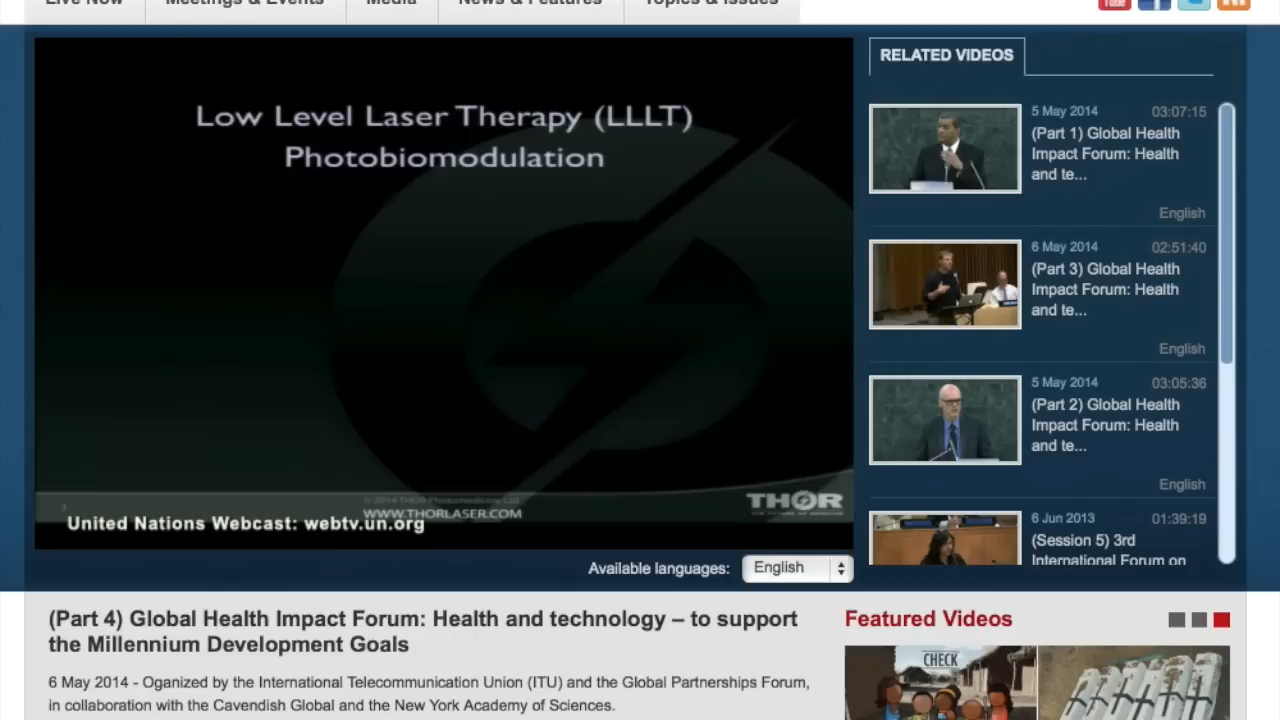 Live Now
Meetings & Events
Media
News & Features
Topics & Issues
Low Level Laser Therapy (LLLT)
Photobiomodulation
© 2014 THOR Photomedicine Ltd
WWW.THORLASER.COM
THOR
United Nations Webcast: webtv.un.org
Available languages:
English
RELATED VIDEOS
5 May 2014
03:07:15
(Part 1) Global Health
Impact Forum: Health
and te...
English
6 May 2014
02:51:40
(Part 3) Global Health
Impact Forum: Health
and te...
English
5 May 2014
03:05:36
(Part 2) Global Health
Impact Forum: Health
and te...
English
6 Jun 2013
01:39:19
(Session 5) 3rd
International Forum on
(Part 4) Global Health Impact Forum: Health and technology – to support
the Millennium Development Goals
6 May 2014 - Oganized by the International Telecommunication Union (ITU) and the Global Partnerships Forum,
in collaboration with the Cavendish Global and the New York Academy of Sciences.
Featured Videos
CHECK